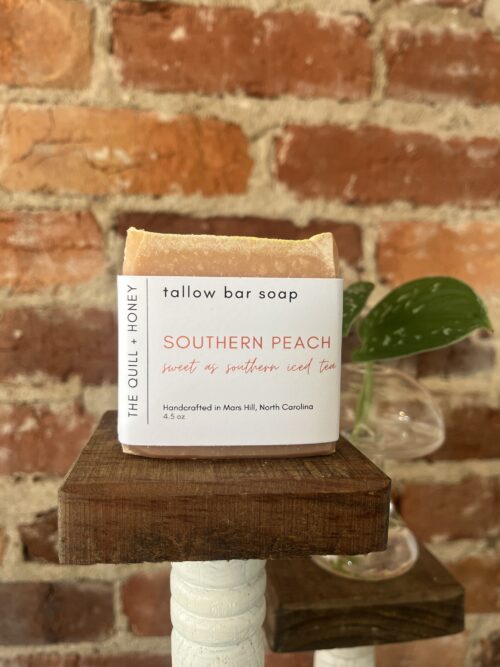 THE QUILL + HONEY
tallow bar soap
SOUTHERN PEACH
sweet as southern iced tea
Handcrafted in Mars Hill, North Carolina
4.5 oz